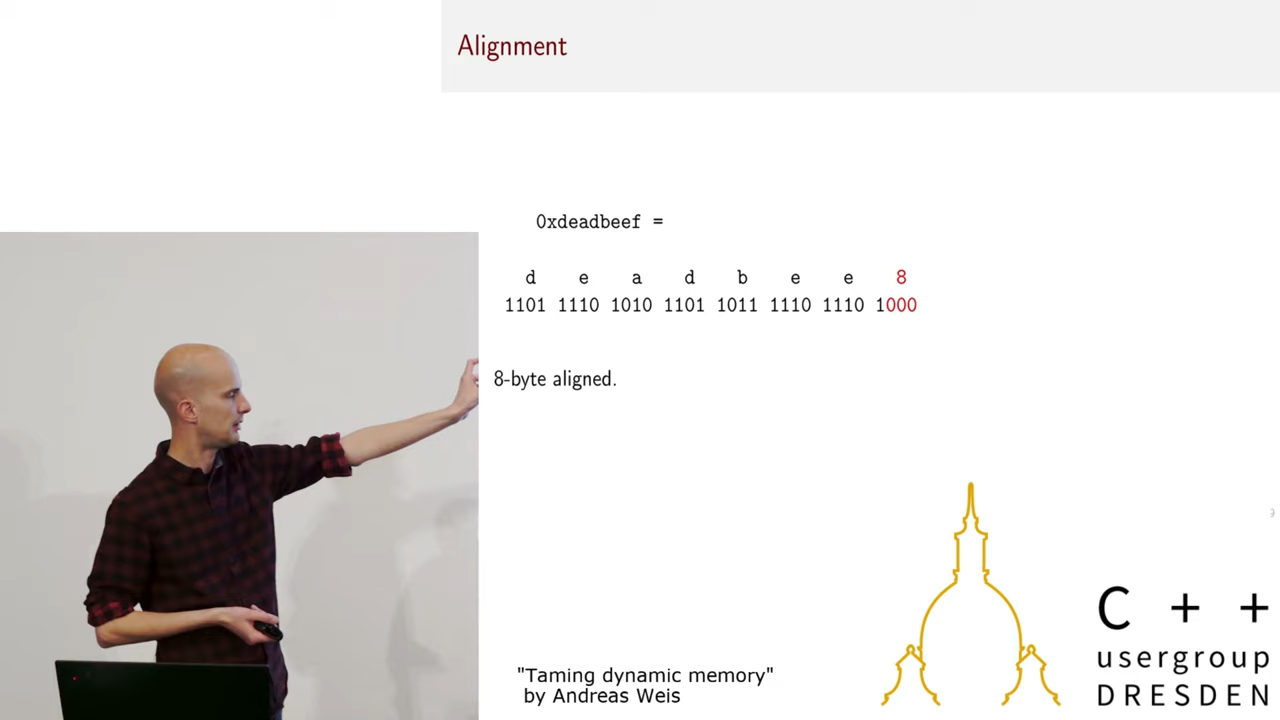 Alignment
0xdeadbeef =
d e a d b e e 8
1101 1110 1010 1101 1011 1110 1110 1000
8-byte aligned.
9
"Taming dynamic memory"
by Andreas Weis
C + +
usergroup
DRESDEN